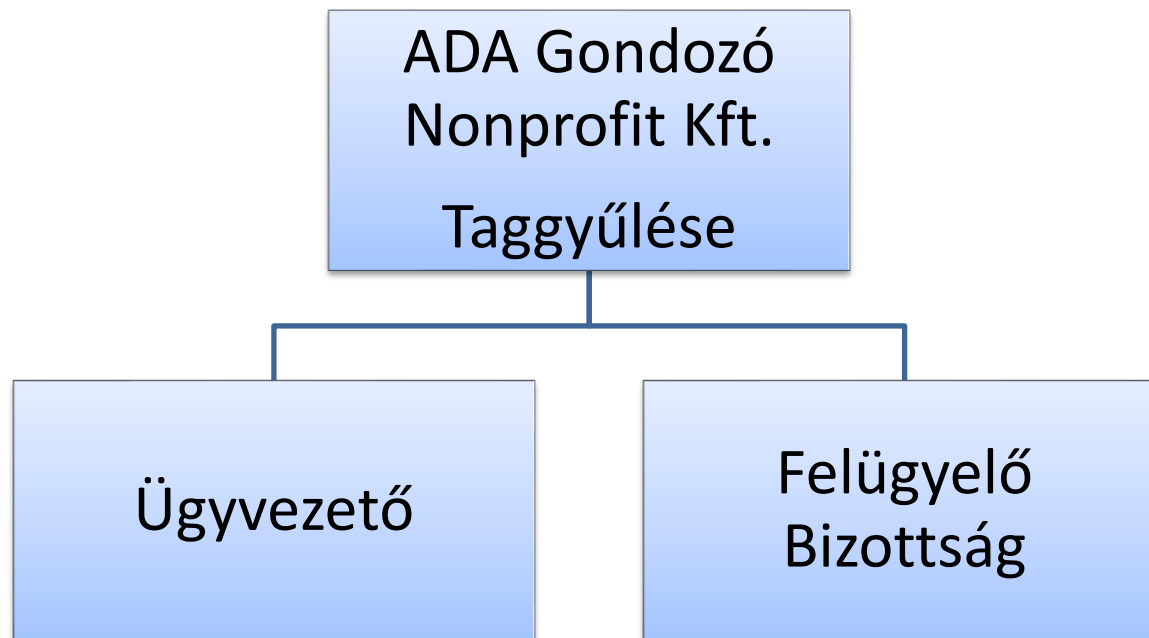 ADA Gondozó
Nonprofit Kft.
Taggyűlése
Ügyvezető
Felügyelő
Bizottság